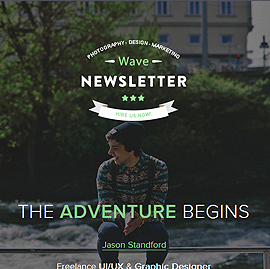 PHOTOGRAPHY - DESIGN - MARKETING
Wave
NEWSLETTER
HIRE US NOW!
THE ADVENTURE BEGINS
Jason Standford
Freelance UI/UX & Graphic Designer